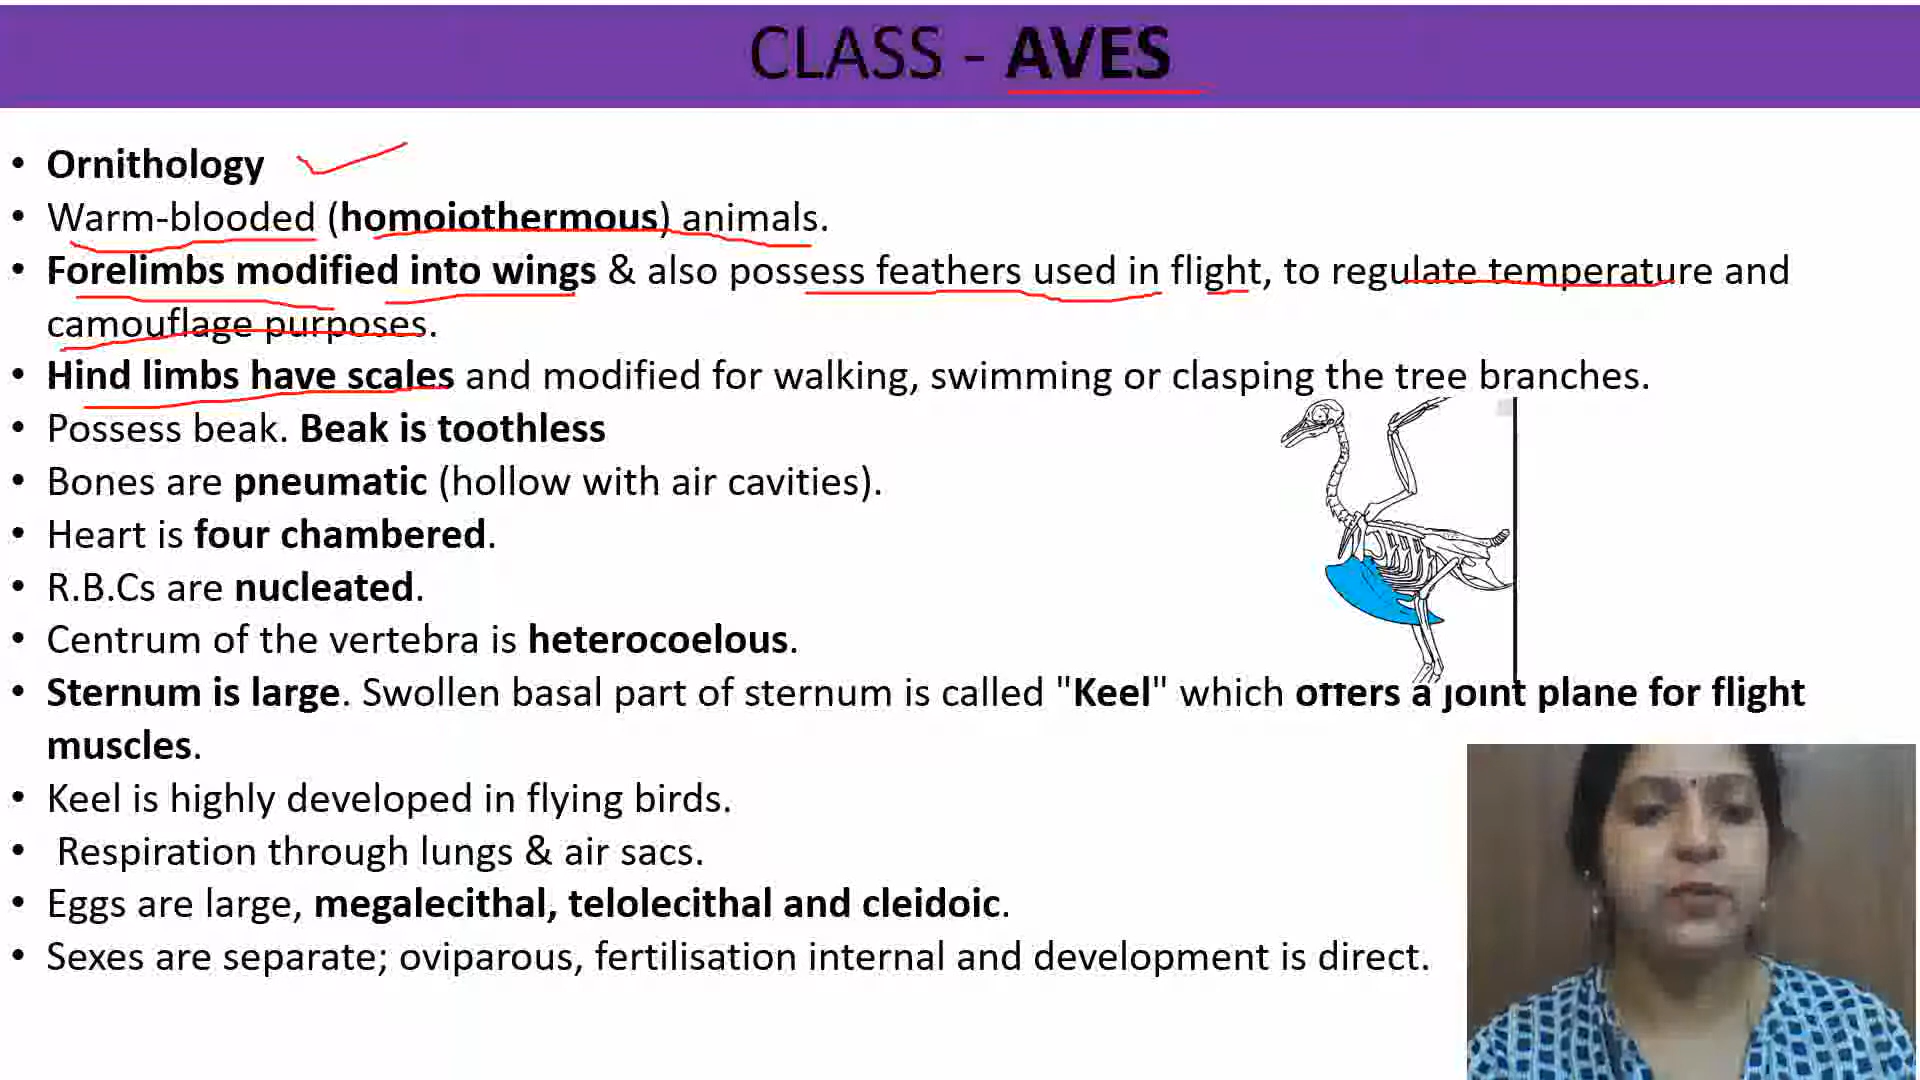 CLASS - AVES
• Ornithology
• Warm-blooded (homoiothermous) animals.
• Forelimbs modified into wings & also possess feathers used in flight, to regulate temperature and
camouflage purposes.
• Hind limbs have scales and modified for walking, swimming or clasping the tree branches.
• Possess beak. Beak is toothless
• Bones are pneumatic (hollow with air cavities).
• Heart is four chambered.
• R.B.Cs are nucleated.
• Centrum of the vertebra is heterocoelous.
• Sternum is large. Swollen basal part of sternum is called "Keel" which offers a joint plane for flight
muscles.
• Keel is highly developed in flying birds.
• Respiration through lungs & air sacs.
• Eggs are large, megalecithal, telolecithal and cleidoic.
• Sexes are separate; oviparous, fertilisation internal and development is direct.